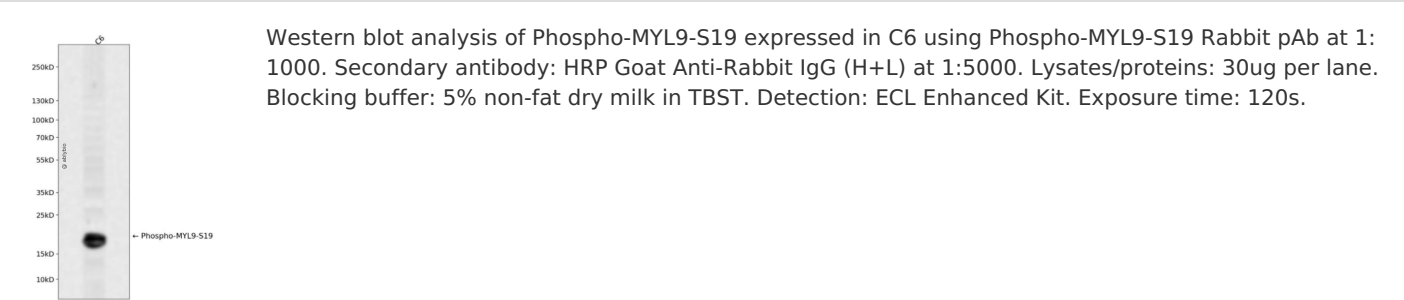 C6
250kD
130kD
100kD
70kD
55kD
35kD
25kD
15kD
10kD
@ abybio
← Phospho-MYL9-S19
Western blot analysis of Phospho-MYL9-S19 expressed in C6 using Phospho-MYL9-S19 Rabbit pAb at 1:
1000. Secondary antibody: HRP Goat Anti-Rabbit IgG (H+L) at 1:5000. Lysates/proteins: 30ug per lane.
Blocking buffer: 5% non-fat dry milk in TBST. Detection: ECL Enhanced Kit. Exposure time: 120s.